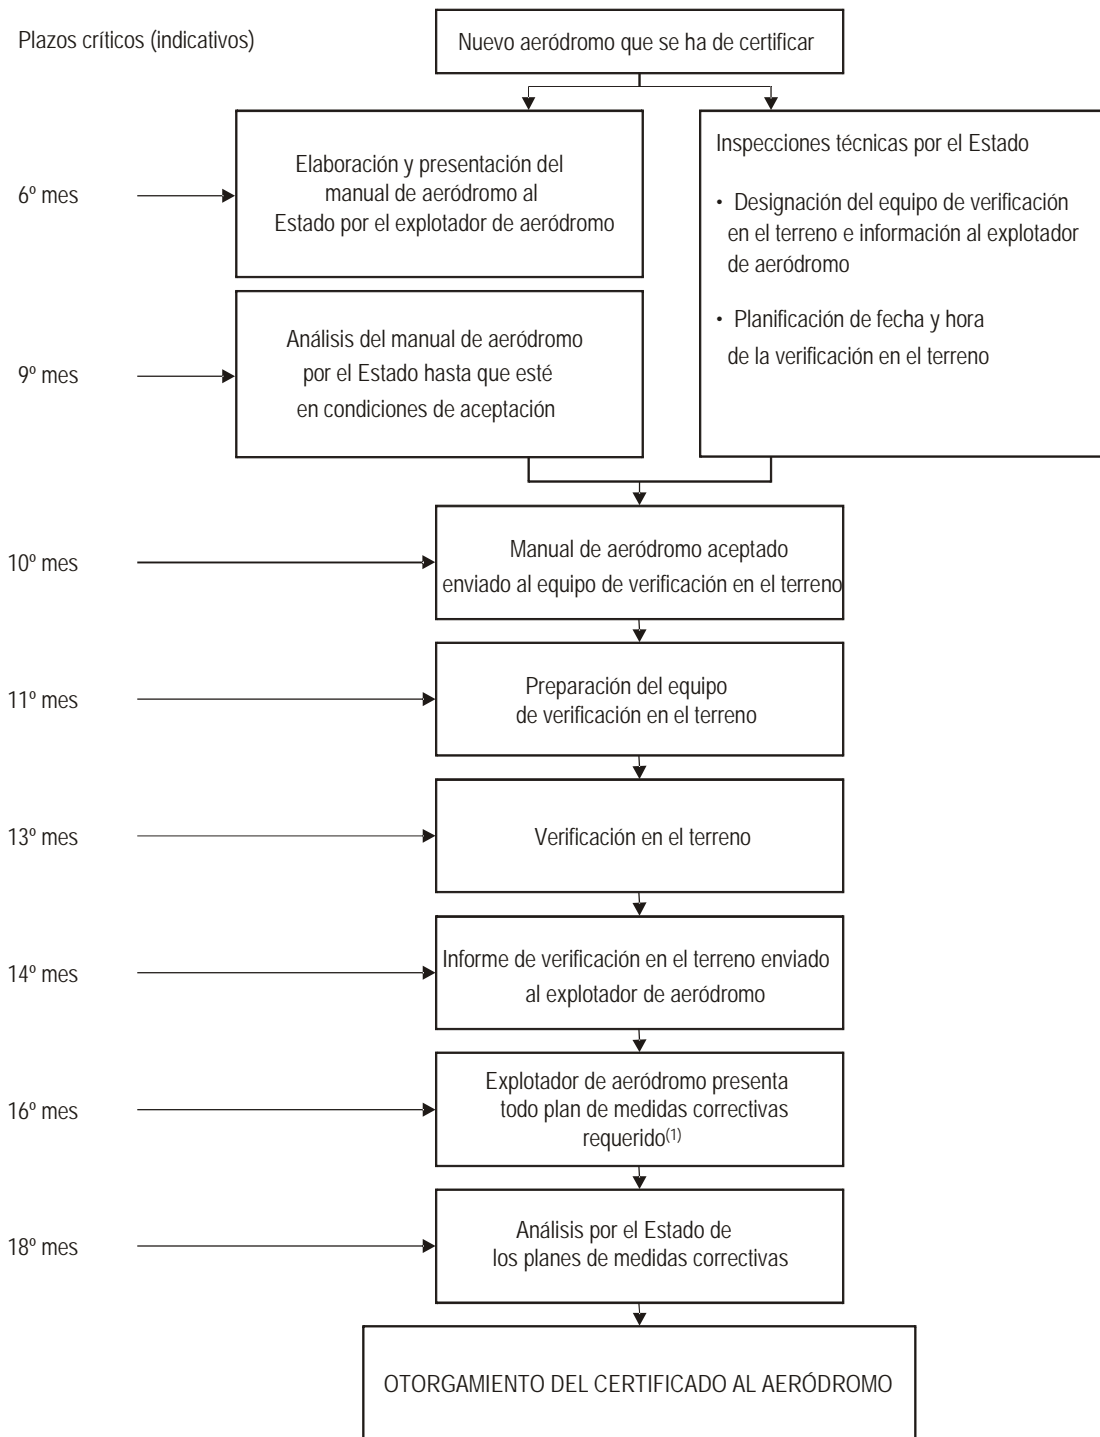 Plazos críticos (indicativos)
Nuevo aeródromo que se ha de certificar
6º mes
Elaboración y presentación del
manual de aeródromo al
Estado por el explotador de aeródromo
Inspecciones técnicas por el Estado
• Designación del equipo de verificación
en el terreno e información al explotador
de aeródromo
• Planificación de fecha y hora
de la verificación en el terreno
9º mes
Análisis del manual de aeródromo
por el Estado hasta que esté
en condiciones de aceptación
10º mes
Manual de aeródromo aceptado
enviado al equipo de verificación en el terreno
11º mes
Preparación del equipo
de verificación en el terreno
13º mes
Verificación en el terreno
14º mes
Informe de verificación en el terreno enviado
al explotador de aeródromo
16º mes
Explotador de aeródromo presenta
todo plan de medidas correctivas
requerido(1)
18º mes
Análisis por el Estado de
los planes de medidas correctivas
OTORGAMIENTO DEL CERTIFICADO AL AERÓDROMO